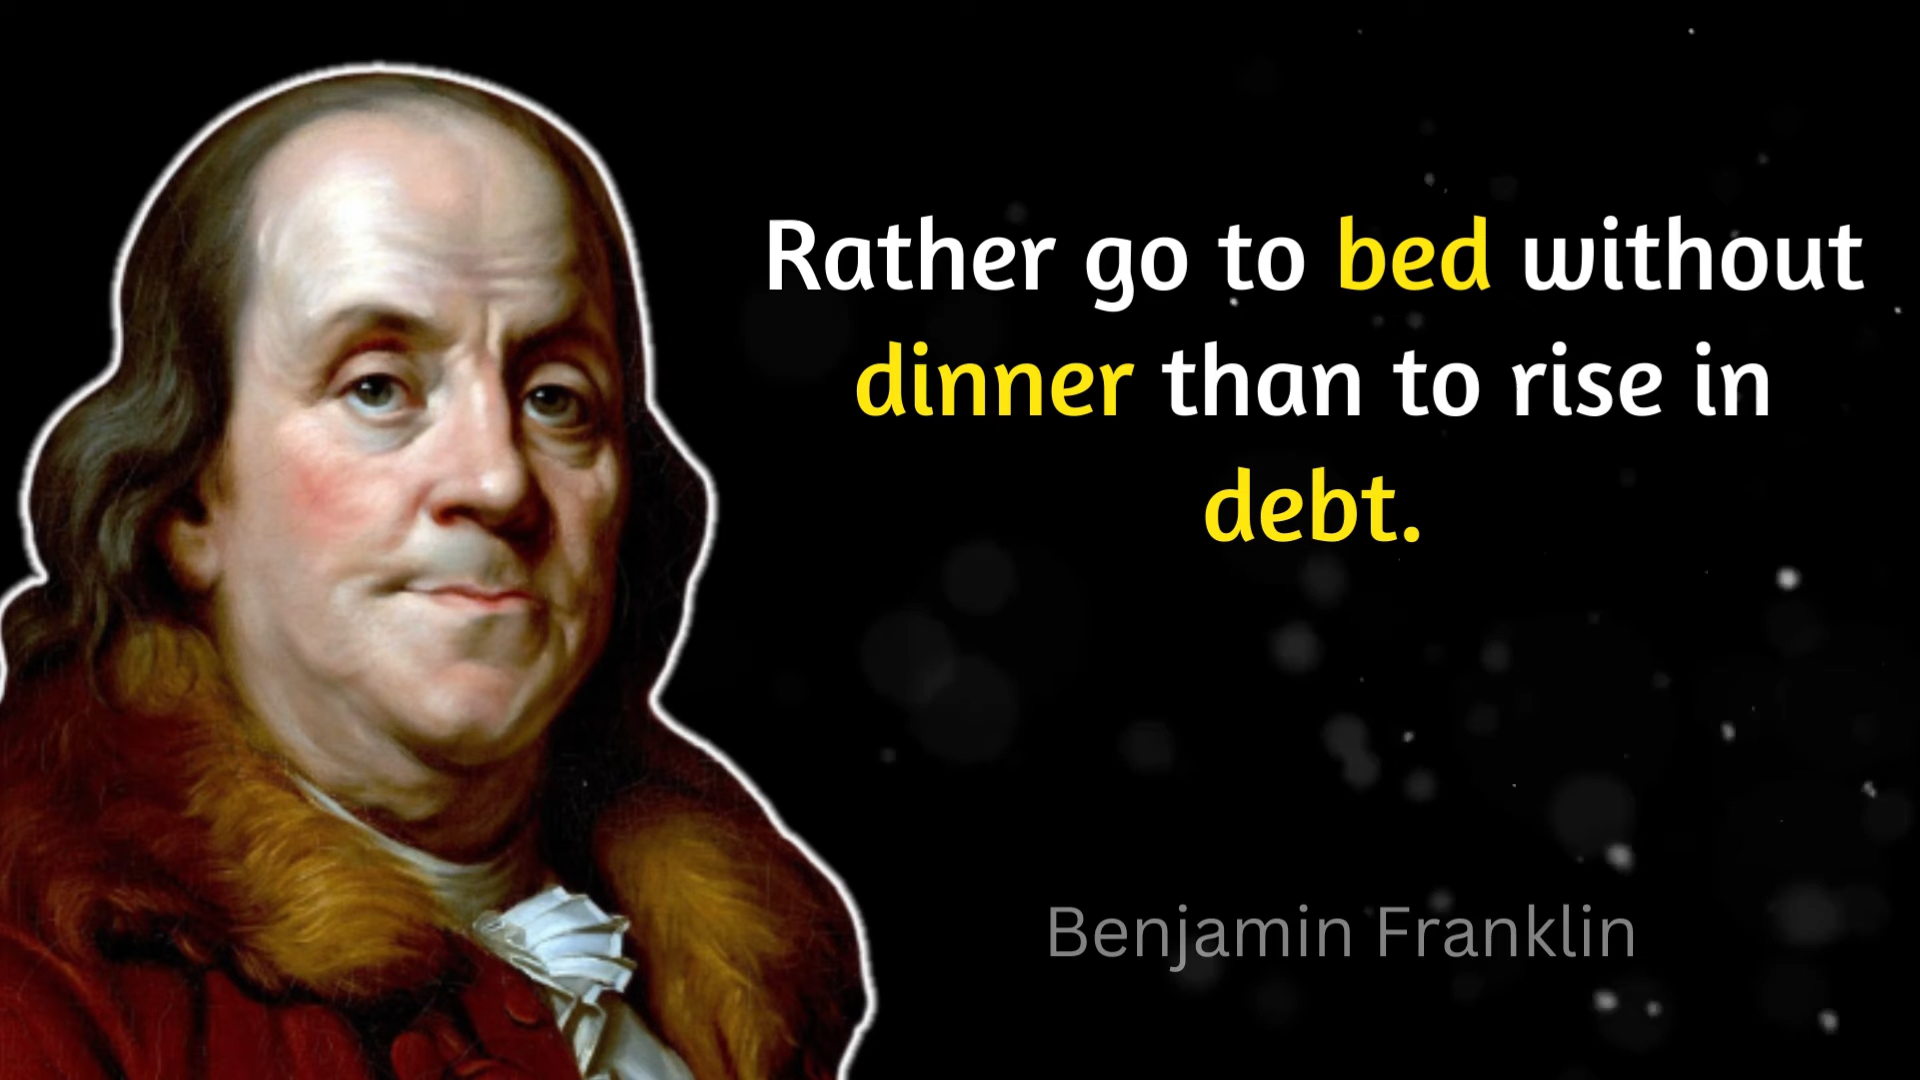 Rather go to bed without
dinner than to rise in
debt.
Benjamin Franklin